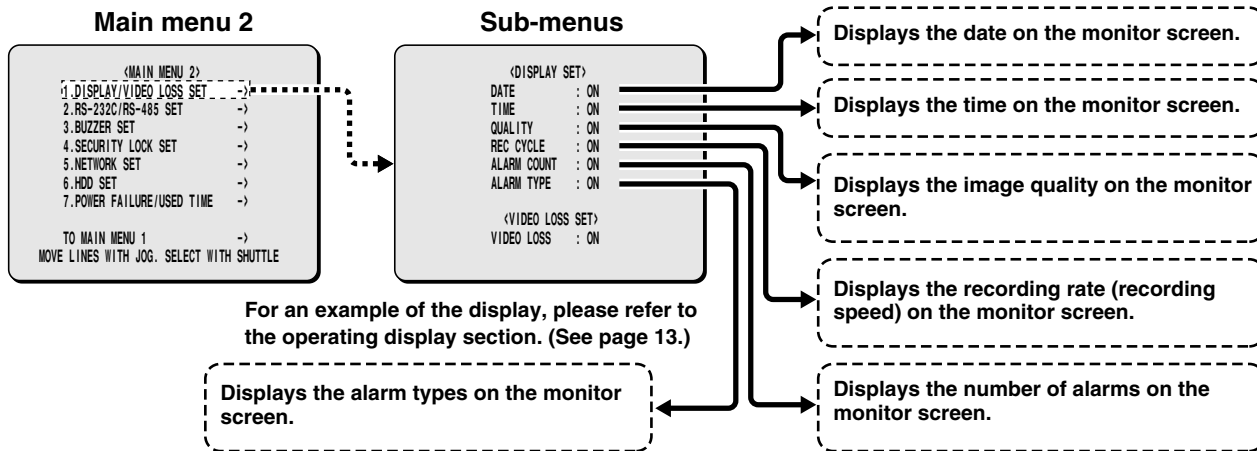 Main menu 2
<MAIN MENU 2>
1.DISPLAY/VIDEO LOSS SET ->
2.RS-232C/RS-485 SET ->
3.BUZZER SET ->
4.SECURITY LOCK SET ->
5.NETWORK SET ->
6.HDD SET ->
7.POWER FAILURE/USED TIME ->
TO MAIN MENU 1 ->
MOVE LINES WITH JOG. SELECT WITH SHUTTLE
Sub-menus
<DISPLAY SET>
DATE : ON
TIME : ON
QUALITY : ON
REC CYCLE : ON
ALARM COUNT : ON
ALARM TYPE : ON
<VIDEO LOSS SET>
VIDEO LOSS : ON
For an example of the display, please refer to
the operating display section. (See page 13.)
Displays the date on the monitor screen.
Displays the time on the monitor screen.
Displays the image quality on the monitor
screen.
Displays the recording rate (recording
speed) on the monitor screen.
Displays the number of alarms on the
monitor screen.
Displays the alarm types on the monitor
screen.